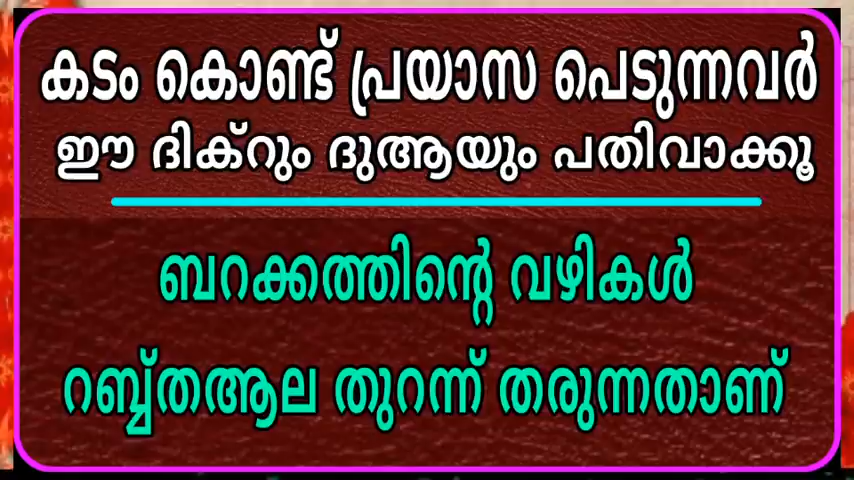 കടം കൊണ്ട് പ്രയാസ പെടുന്നവർ
ഈ ദിക്റും ദുആയും പതിവാക്കൂ
ബറക്കത്തിന്റെ വഴികൾ
റബ്ബ്തആല തുറന്ന് തരുന്നതാണ്